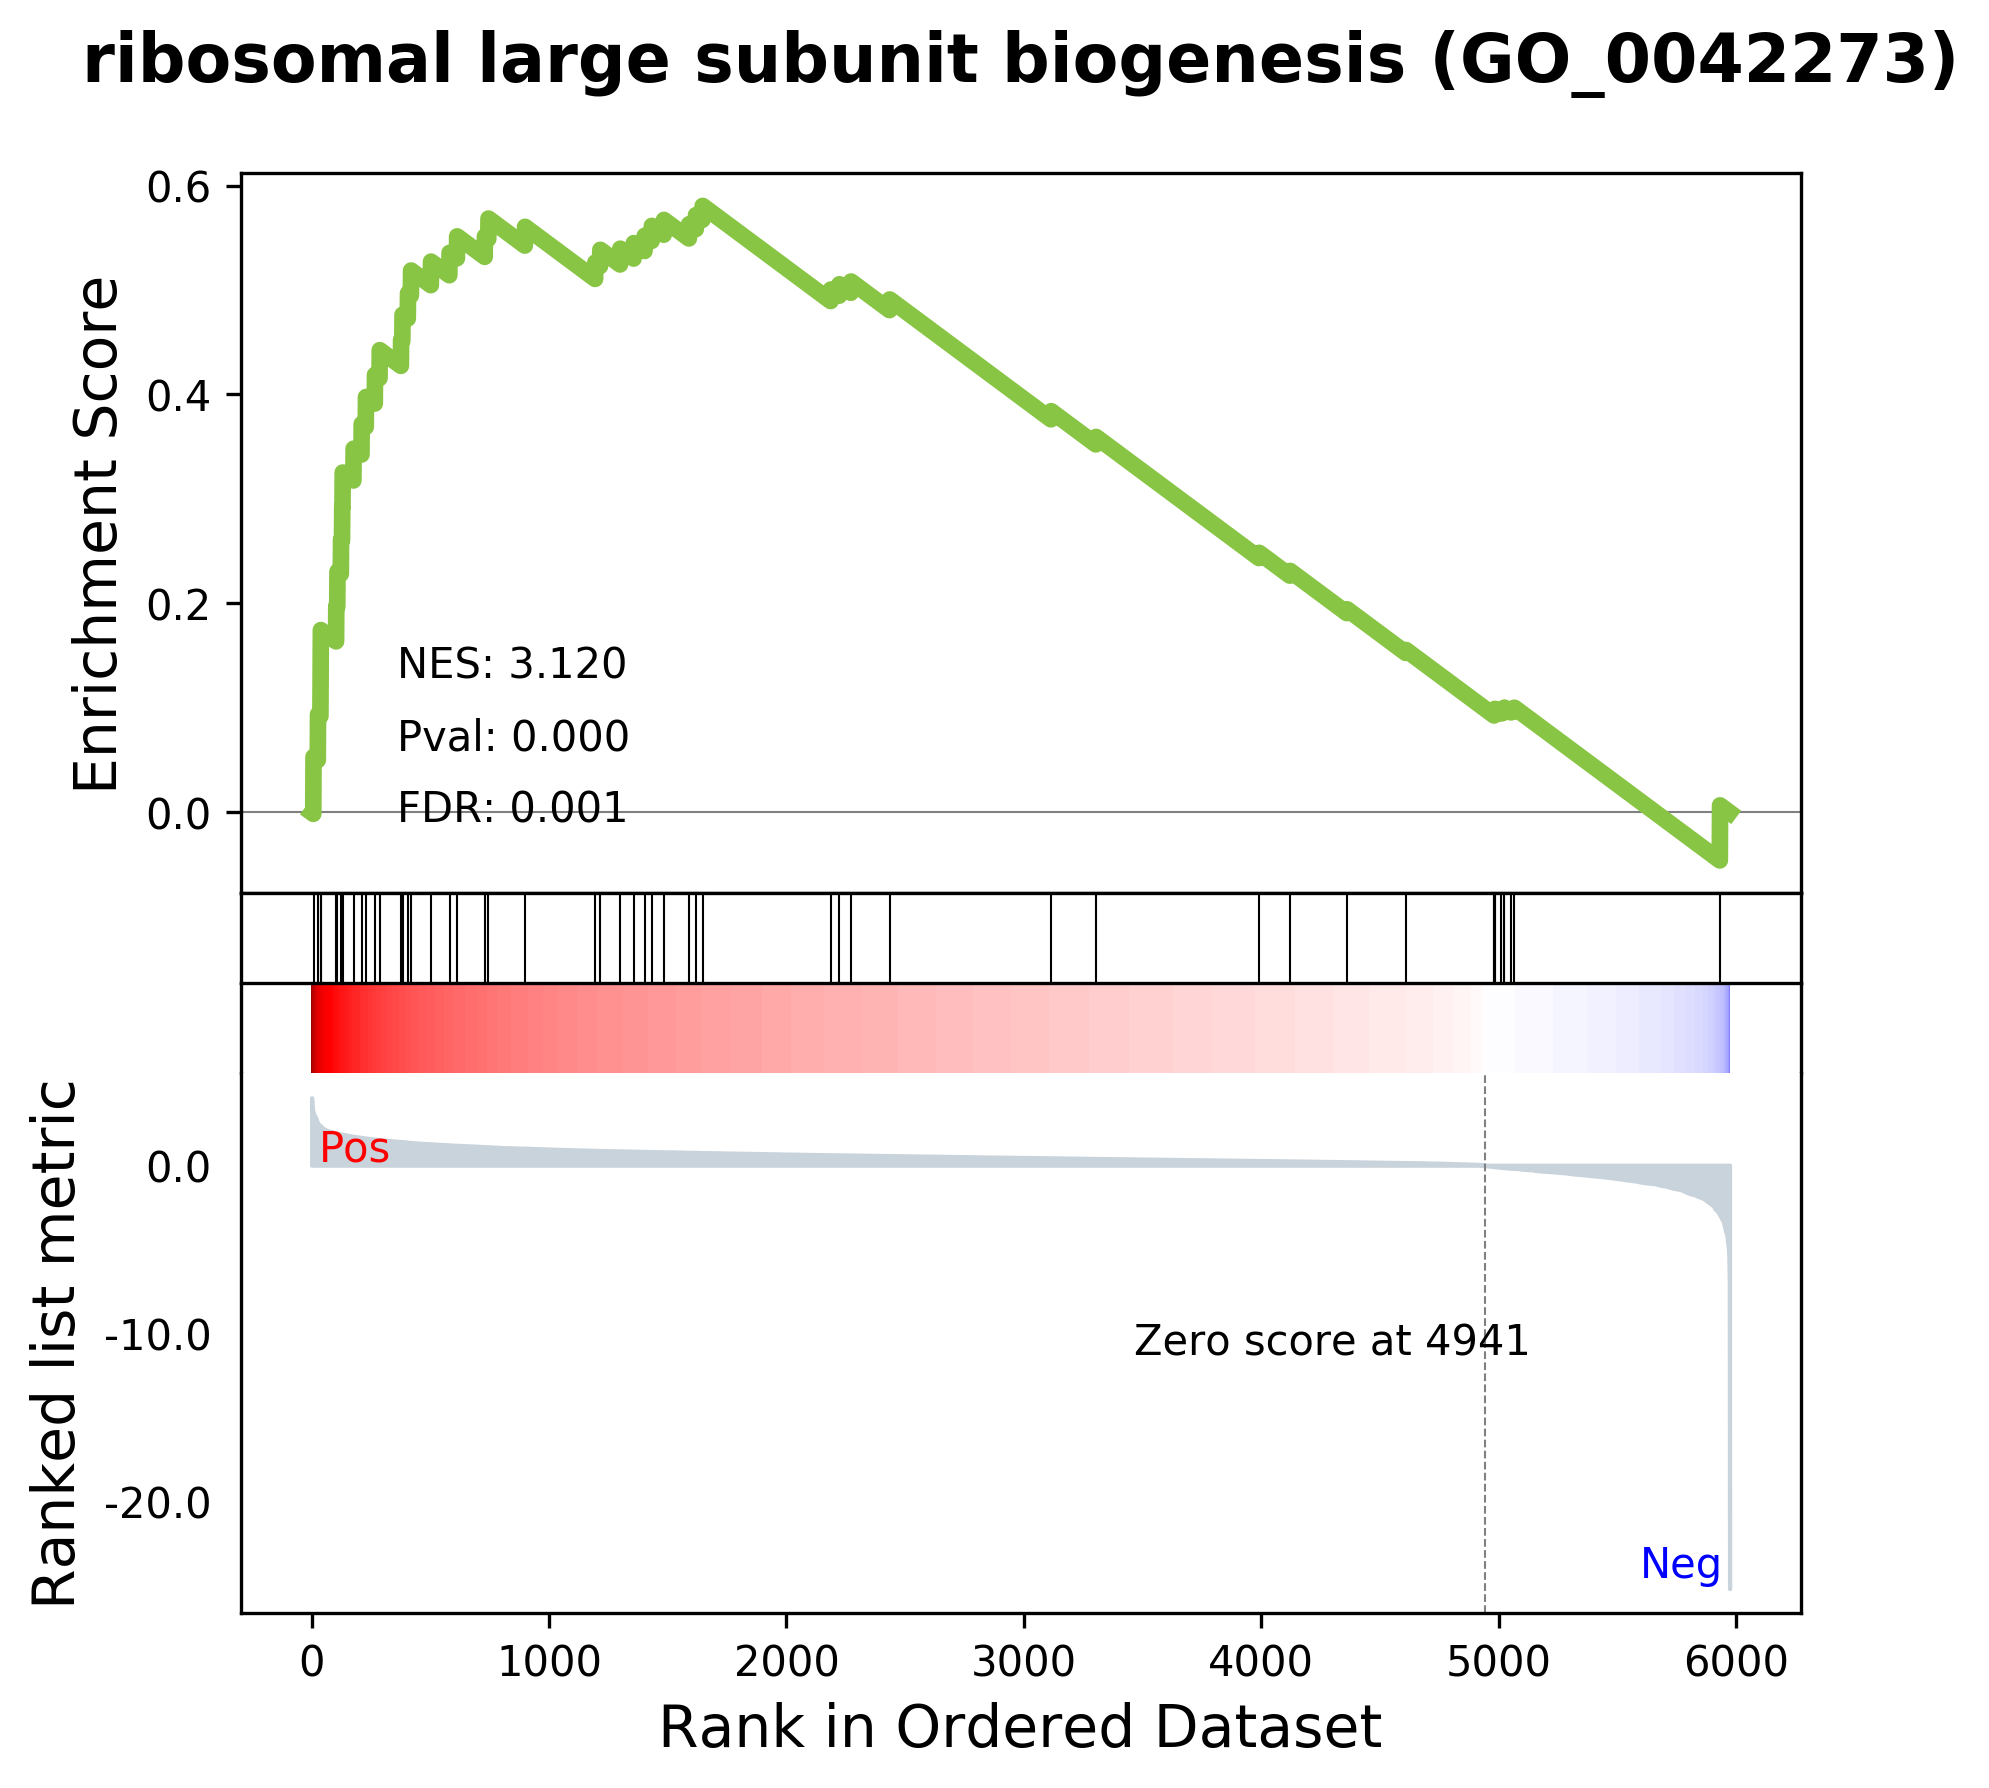 ribosomal large subunit biogenesis (GO_0042273)
Enrichment Score
0.6
0.4
0.2
0.0
NES: 3.120
Pval: 0.000
FDR: 0.001
Ranked list metric
0.0
-10.0
-20.0
Pos
Zero score at 4941
Neg
0 1000 2000 3000 4000 5000 6000
Rank in Ordered Dataset